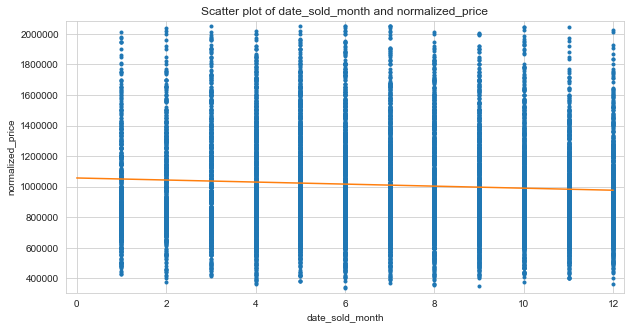 Scatter plot of date_sold_month and normalized_price
normalized_price
2000000
1800000
1600000
1400000
1200000
1000000
800000
600000
400000
0 2 4 6 8 10 12
date_sold_month